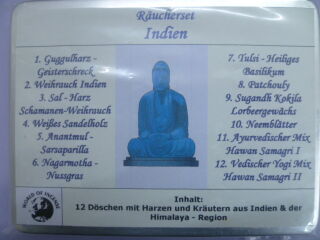 Räucherset
Indien
1. Guggulharz -
Geisterschreck
2. Weihrauch Indien
3. Sal - Harz
Schamanen-Weihrauch
4. Weißes Sandelholz
5. Anantmul -
Sarsaparilla
6. Nagarmotha -
Nussgras
7. Tulsi - Heiliges
Basilikum
8. Patchouly
9. Sugandh Kokila
Lorbeergewächs
10. Neemblätter
11. Ayurvedischer Mix
Hawan Samagri I
12. Vedischer Yogi Mix
Hawan Samagri II
WORLD OF INCENSE
Inhalt:
12 Döschen mit Harzen und Kräutern aus Indien & der
Himalaya - Region